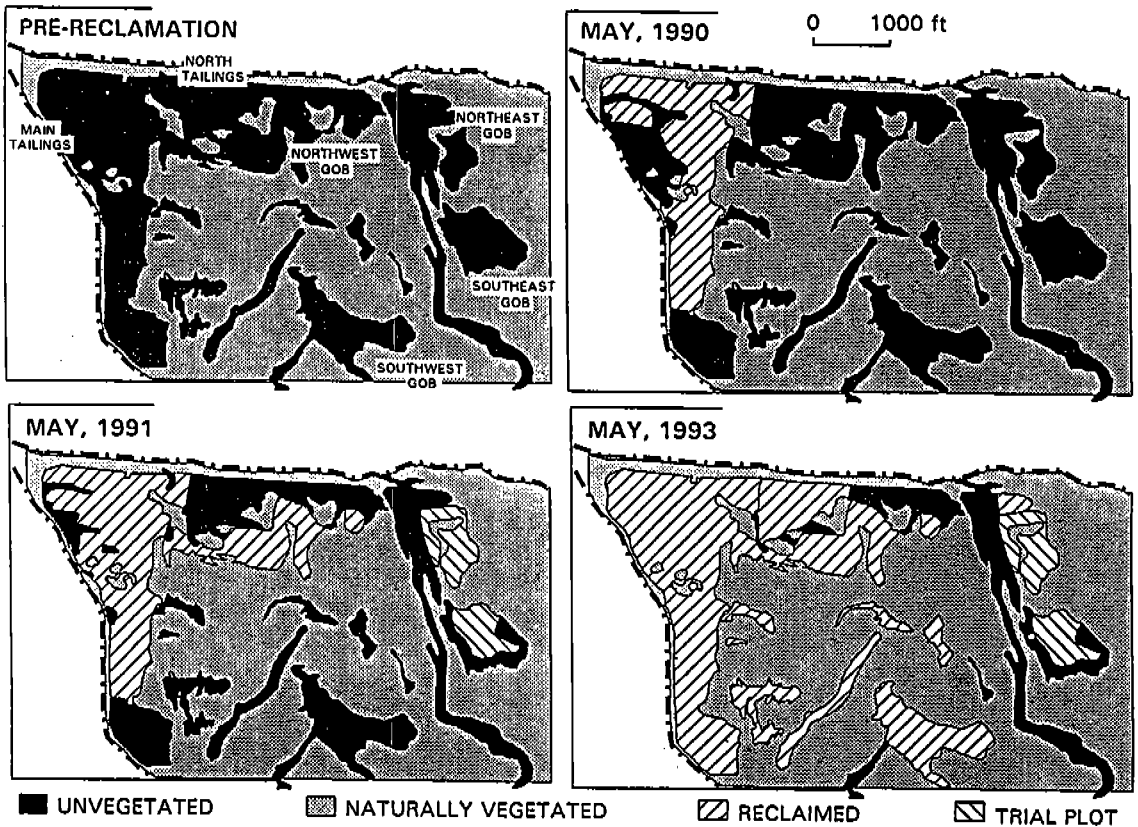 PRE-RECLAMATION
NORTH
TAILINGS
MAIN
TAILINGS
NORTHEAST
GOB
NORTHWEST
GOB
SOUTHEAST
GOB
SOUTHWEST
GOB
MAY, 1990
0 1000 ft
MAY, 1991
MAY, 1993
UNVEGETATED
NATURALLY VEGETATED
RECLAIMED
TRIAL PLOT